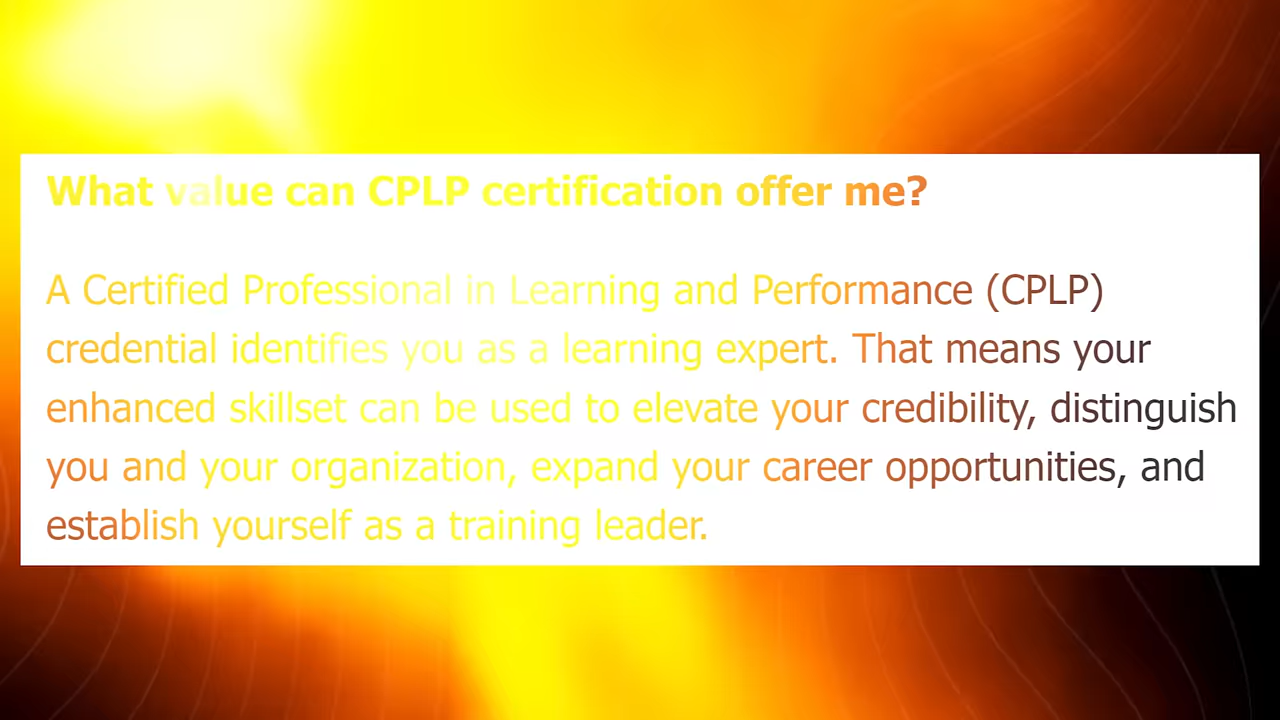 What value can CPLP certification offer me?
A Certified Professional in Learning and Performance (CPLP)
credential identifies you as a learning expert. That means your
enhanced skillset can be used to elevate your credibility, distinguish
you and your organization, expand your career opportunities, and
establish yourself as a training leader.